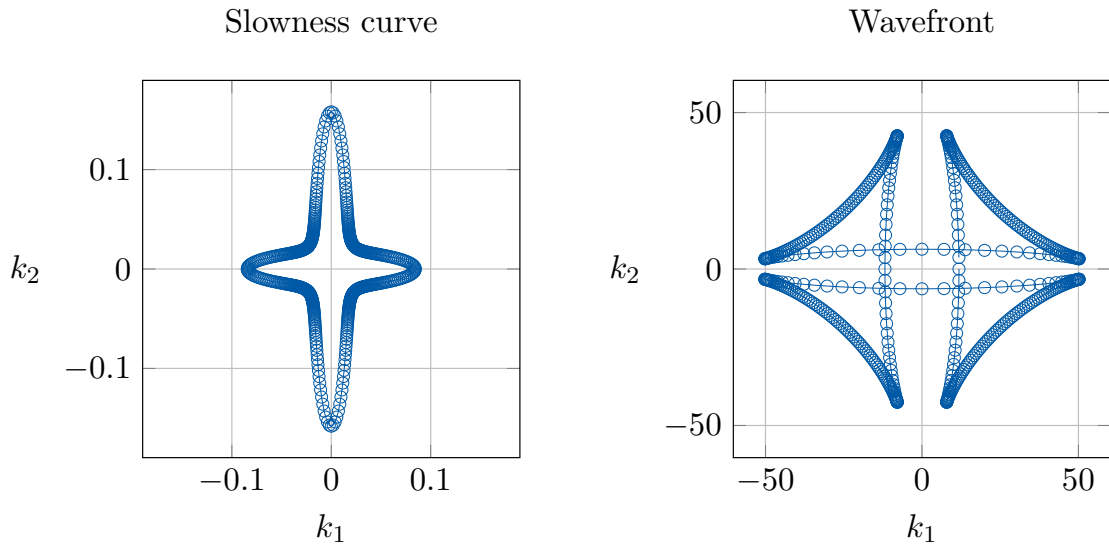 Slowness curve
k₂
0.1
0
−0.1
−0.1 0 0.1
k₁
Wavefront
k₂
50
0
−50
−50 0 50
k₁